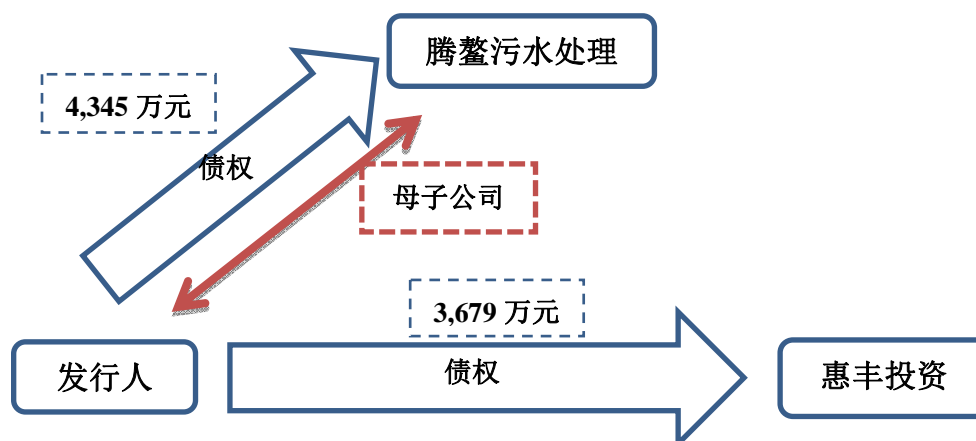 腾鳌污水处理
4,345 万元
债权
母子公司
3,679 万元
发行人
债权
惠丰投资